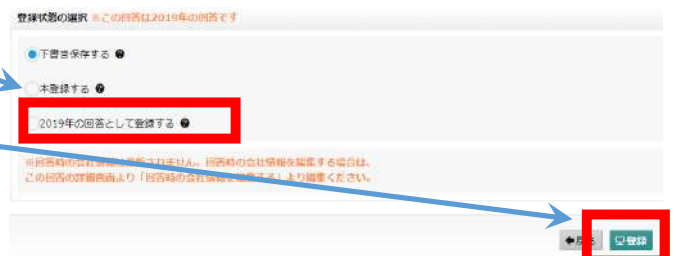 登録状態の選択 ※この回答は2019年の回答です
下書き保存する ?
本登録する ?
2019年の回答として登録する ?
※回答時の会社情報は更新されません。回答時の会社情報を編集する場合は、
この回答の詳細画面より「回答時の会社情報を編集する」より編集ください。
戻る 登録